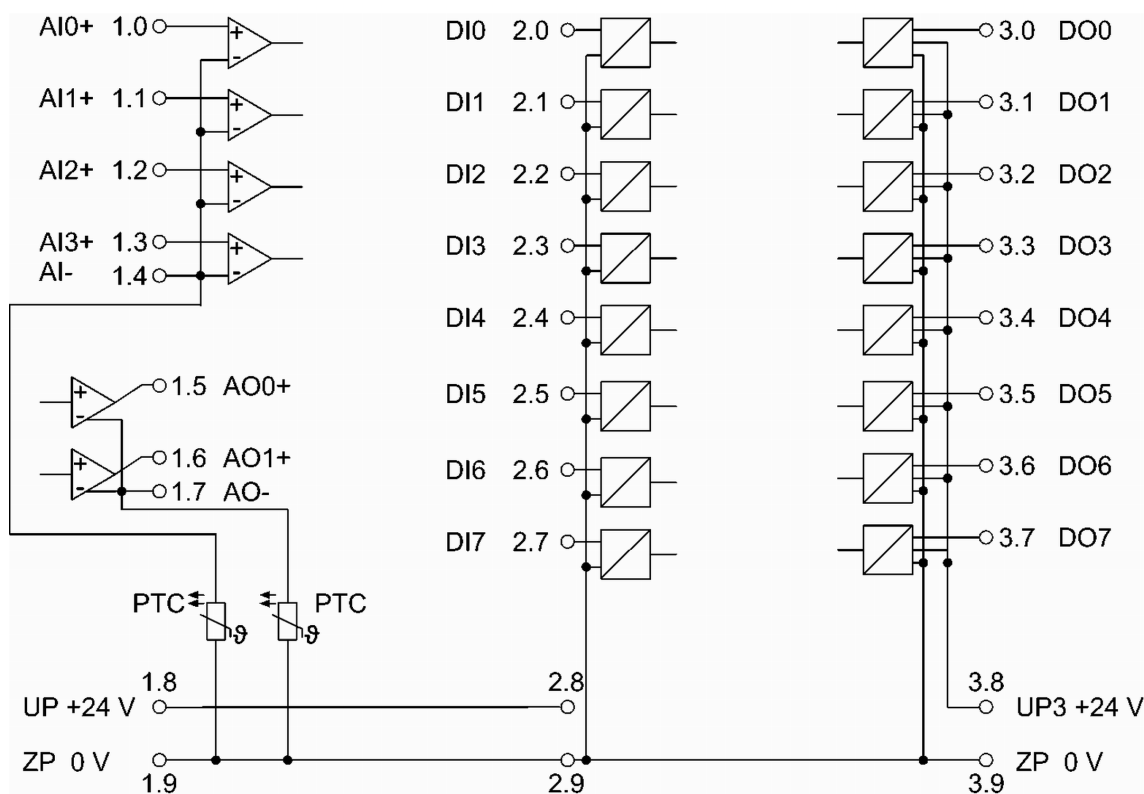 AI0+ 1.0 + -
AI1+ 1.1 + -
AI2+ 1.2 + -
AI3+ 1.3 + -
AI- 1.4
+ - 1.5 AO0+
+ - 1.6 AO1+
1.7 AO-
PTC ϑ ϑ PTC
1.8
UP +24 V
ZP 0 V
1.9
DI0 2.0
DI1 2.1
DI2 2.2
DI3 2.3
DI4 2.4
DI5 2.5
DI6 2.6
DI7 2.7
2.8
2.9
3.0 DO0
3.1 DO1
3.2 DO2
3.3 DO3
3.4 DO4
3.5 DO5
3.6 DO6
3.7 DO7
3.8
UP3 +24 V
ZP 0 V
3.9